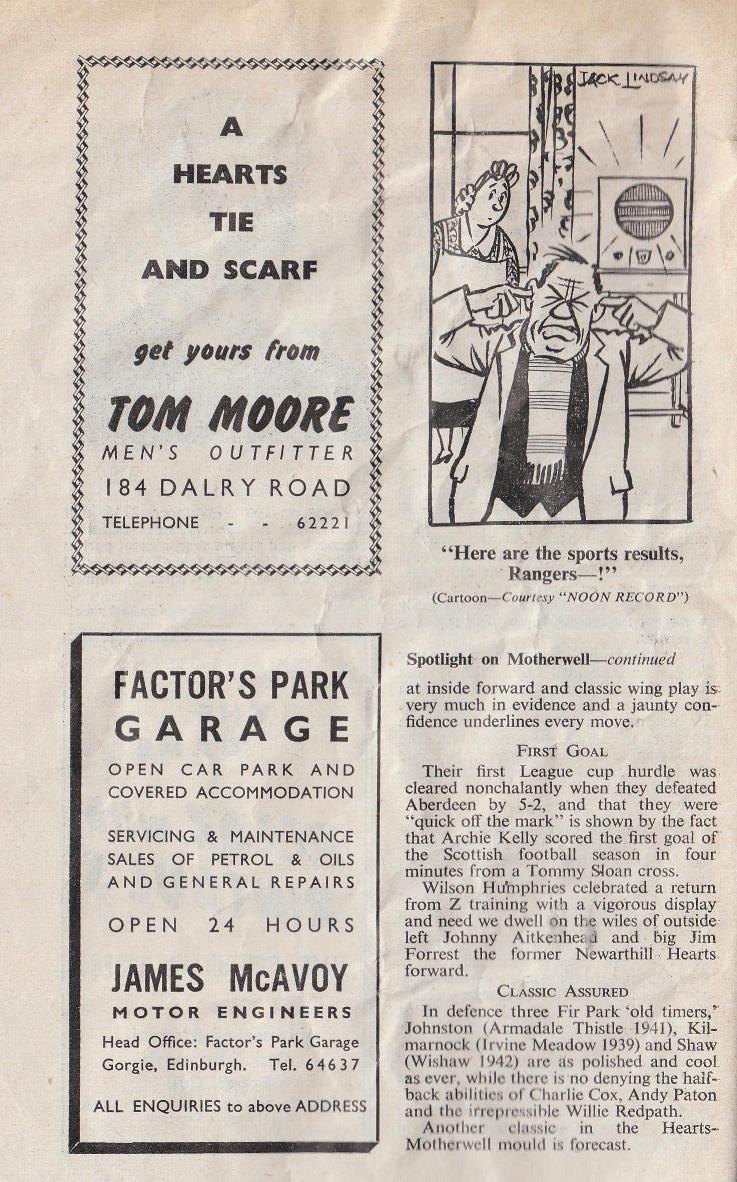 A
HEARTS
TIE
AND SCARF
get yours from
TOM MOORE
MEN'S OUTFITTER
184 DALRY ROAD
TELEPHONE - - 62221
FACTOR'S PARK
GARAGE
OPEN CAR PARK AND
COVERED ACCOMMODATION
SERVICING & MAINTENANCE
SALES OF PETROL & OILS
AND GENERAL REPAIRS
OPEN 24 HOURS
JAMES McAVOY
MOTOR ENGINEERS
Head Office: Factor's Park Garage
Gorgie, Edinburgh. Tel. 64637
ALL ENQUIRIES to above ADDRESS
JACK LINDSAY
"Here are the sports results,
Rangers—!"
(Cartoon—Courtesy "NOON RECORD")
Spotlight on Motherwell—continued
at inside forward and classic wing play is
very much in evidence and a jaunty con-
fidence underlines every move.
FIRST GOAL
Their first League cup hurdle was
cleared nonchalantly when they defeated
Aberdeen by 5-2, and that they were
"quick off the mark" is shown by the fact
that Archie Kelly scored the first goal of
the Scottish football season in four
minutes from a Tommy Sloan cross.
Wilson Humphries celebrated a return
from Z training with a vigorous display
and need we dwell on the wiles of outside
left Johnny Aitkenhead and big Jim
Forrest the former Newarthill Hearts
forward.
CLASSIC ASSURED
In defence three Fir Park 'old timers,'
Johnston (Armadale Thistle 1941), Kil-
marnock (Irvine Meadow 1939) and Shaw
(Wishaw 1942) are as polished and cool
as ever, while there is no denying the half-
back abilities of Charlie Cox, Andy Paton
and the irrepressible Willie Redpath.
Another classic in the Hearts-
Motherwell mould is forecast.